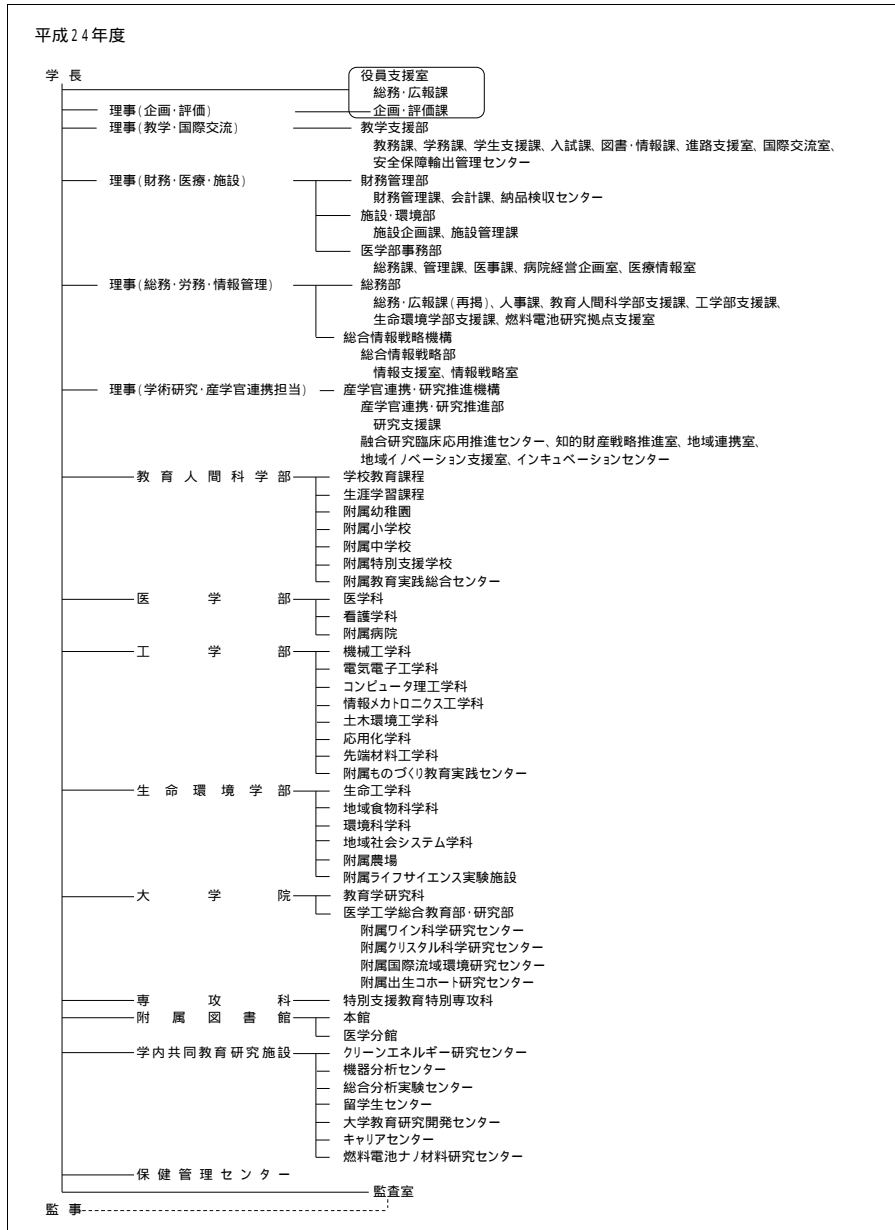 平成24年度
学長
役員支援室
総務・広報課
理事(企画・評価) 企画・評価課
理事(教学・国際交流) 教学支援部
教務課、学務課、学生支援課、入試課、図書・情報課、進路支援室、国際交流室、
安全保障輸出管理センター
理事(財務・医療・施設) 財務管理部
財務管理課、会計課、納品検収センター
施設・環境部
施設企画課、施設管理課
医学部事務部
総務課、管理課、医事課、病院経営企画室、医療情報室
理事(総務・労務・情報管理) 総務部
総務・広報課(再掲)、人事課、教育人間科学部支援課、工学部支援課、
生命環境学部支援課、燃料電池研究拠点支援室
総合情報戦略機構
総合情報戦略部
情報支援室、情報戦略室
理事(学術研究・産学官連携担当) 産学官連携・研究推進機構
産学官連携・研究推進部
研究支援課
融合研究臨床応用推進センター、知的財産戦略推進室、地域連携室、
地域イノベーション支援室、インキュベーションセンター
教育人間科学部 学校教育課程
生涯学習課程
附属幼稚園
附属小学校
附属中学校
附属特別支援学校
附属教育実践総合センター
医学部 医学科
看護学科
附属病院
工学部 機械工学科
電気電子工学科
コンピュータ理工学科
情報メカトロニクス工学科
土木環境工学科
応用化学科
先端材料工学科
附属ものづくり教育実践センター
生命環境学部 生命工学科
地域食物科学科
環境科学科
地域社会システム学科
附属農場
附属ライフサイエンス実験施設
大学院 教育学研究科
医学工学総合教育部・研究部
附属ワイン科学研究センター
附属クリスタル科学研究センター
附属国際流域環境研究センター
附属出生コホート研究センター
専攻科 特別支援教育特別専攻科
附属図書館 本館
医学分館
学内共同教育研究施設 クリーンエネルギー研究センター
機器分析センター
総合分析実験センター
留学生センター
大学教育研究開発センター
キャリアセンター
燃料電池ナノ材料研究センター
保健管理センター
監査室
監事